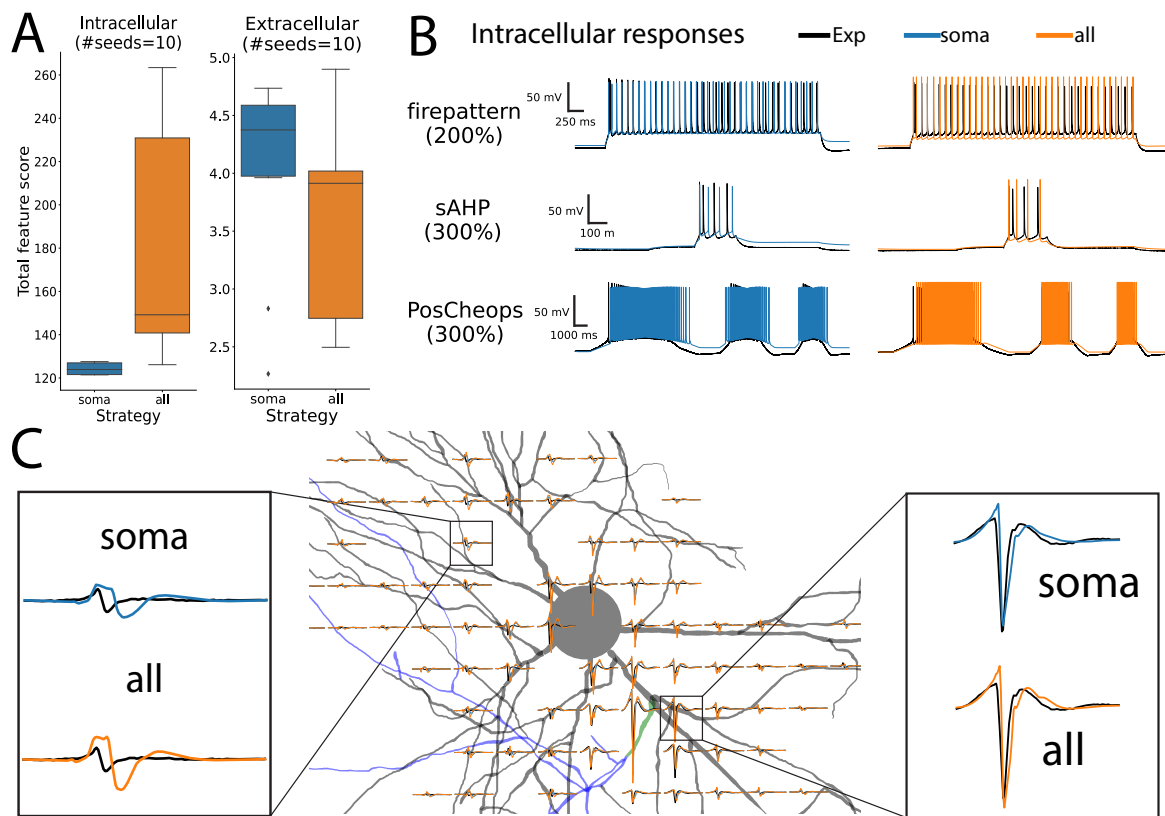 A
Intracellular
(#seeds=10)
Extracellular
(#seeds=10)
Total feature score
260
240
220
200
180
160
140
120
soma
all
Strategy
5.0
4.5
4.0
3.5
3.0
2.5
soma
all
Strategy
B
Intracellular responses
Exp
soma
all
firepattern
(200%)
50 mV
250 ms
sAHP
(300%)
50 mV
100 m
PosCheops
(300%)
50 mV
1000 ms
C
soma
all
soma
all